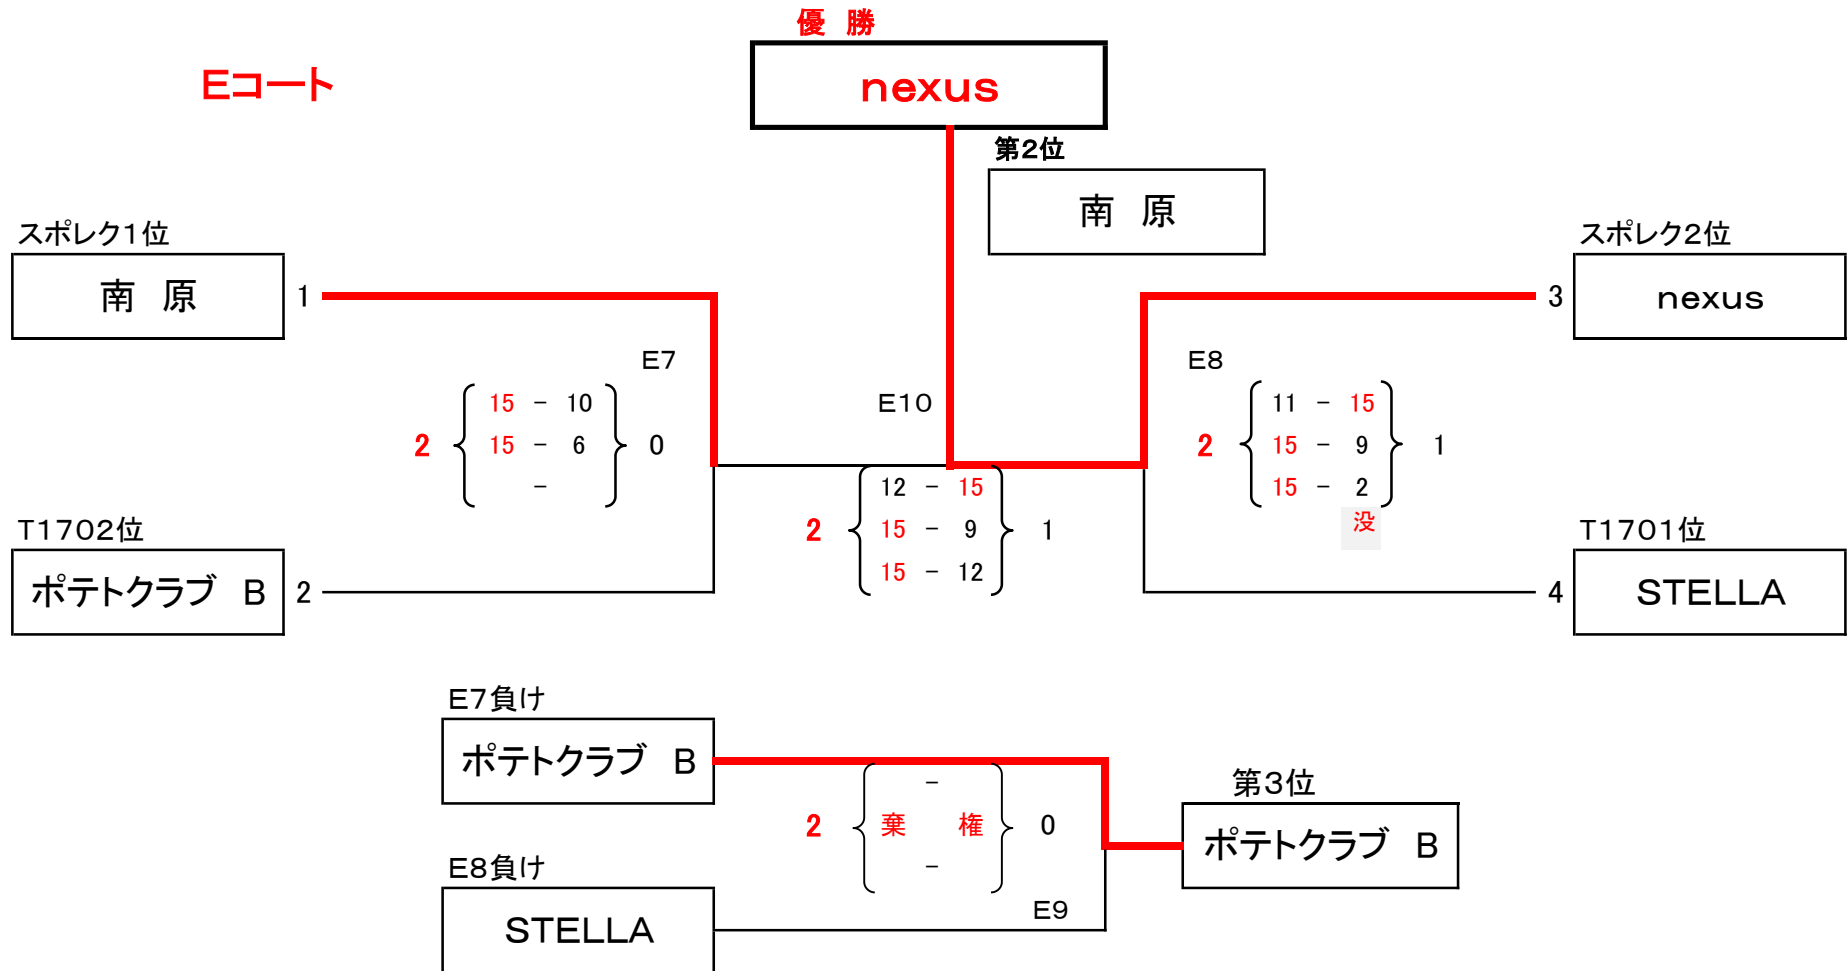 優 勝
Eコート
nexus
第2位
南 原
スポレク1位
スポレク2位
南 原 1
3 nexus
E7
E8
E10
15 - 10
2 15 - 6 0
-
11 - 15
2 15 - 9 1
15 - 2
没
12 - 15
2 15 - 9 1
15 - 12
T1702位
T1701位
ポテトクラブ B 2
4 STELLA
E7負け
ポテトクラブ B
-
2 棄 権 0
-
第3位
ポテトクラブ B
E8負け
E9
STELLA